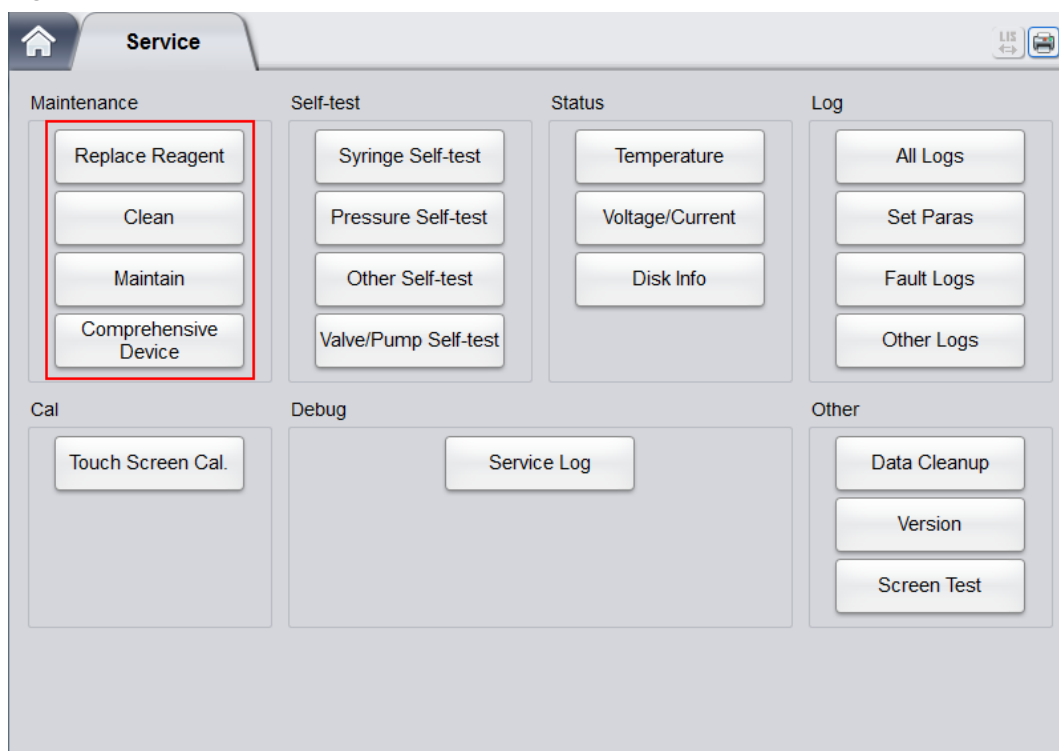 Service
LIS
Maintenance
Replace Reagent
Clean
Maintain
Comprehensive
Device
Self-test
Syringe Self-test
Pressure Self-test
Other Self-test
Valve/Pump Self-test
Status
Temperature
Voltage/Current
Disk Info
Log
All Logs
Set Paras
Fault Logs
Other Logs
Cal
Touch Screen Cal.
Debug
Service Log
Other
Data Cleanup
Version
Screen Test